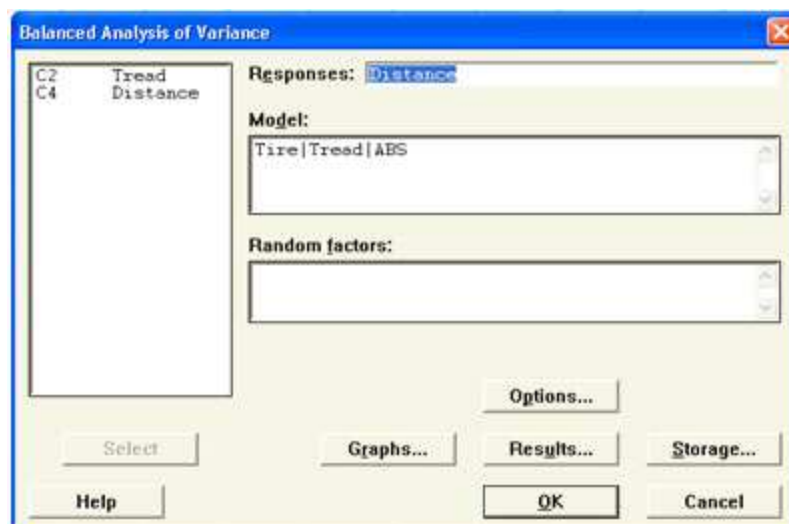 Balanced Analysis of Variance
C2 Tread
C4 Distance
Responses: Distance
Model:
Tire|Tread|ABS
Random factors:
Options...
Select
Graphs...
Results...
Storage...
Help
OK
Cancel